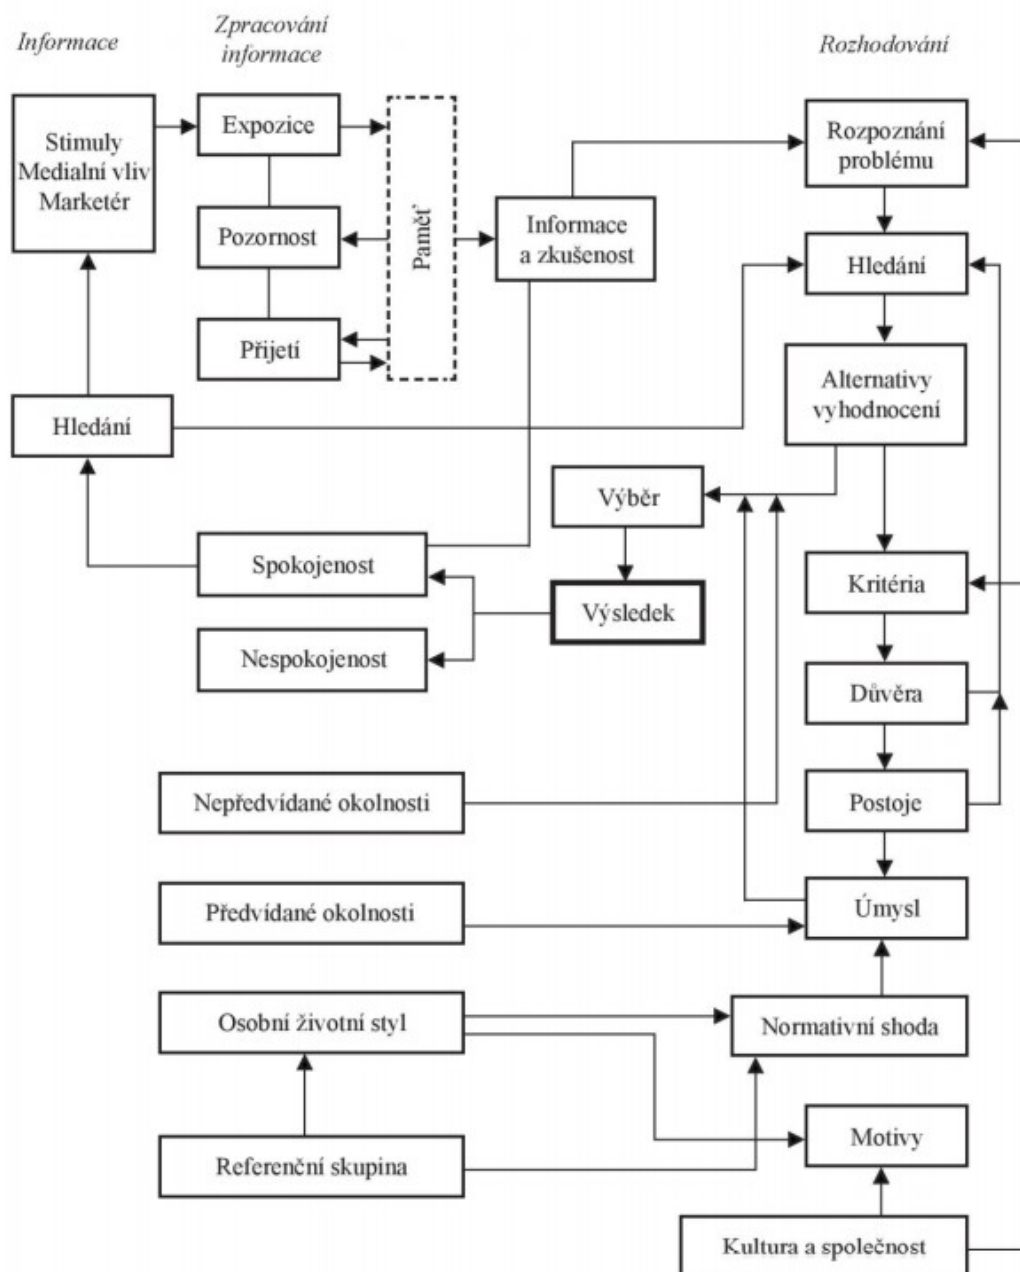 Informace
Zpracování
informace
Rozhodování
Stimuly
Medialní vliv
Marketér
Expozice
Pozornost
Přijetí
Paměť
Informace
a zkušenost
Rozpoznání
problému
Hledání
Alternativy
vyhodnocení
Hledání
Výběr
Spokojenost
Výsledek
Kritéria
Nespokojenost
Důvěra
Nepředvídané okolnosti
Postoje
Předvídané okolnosti
Úmysl
Osobní životní styl
Normativní shoda
Referenční skupina
Motivy
Kultura a společnost